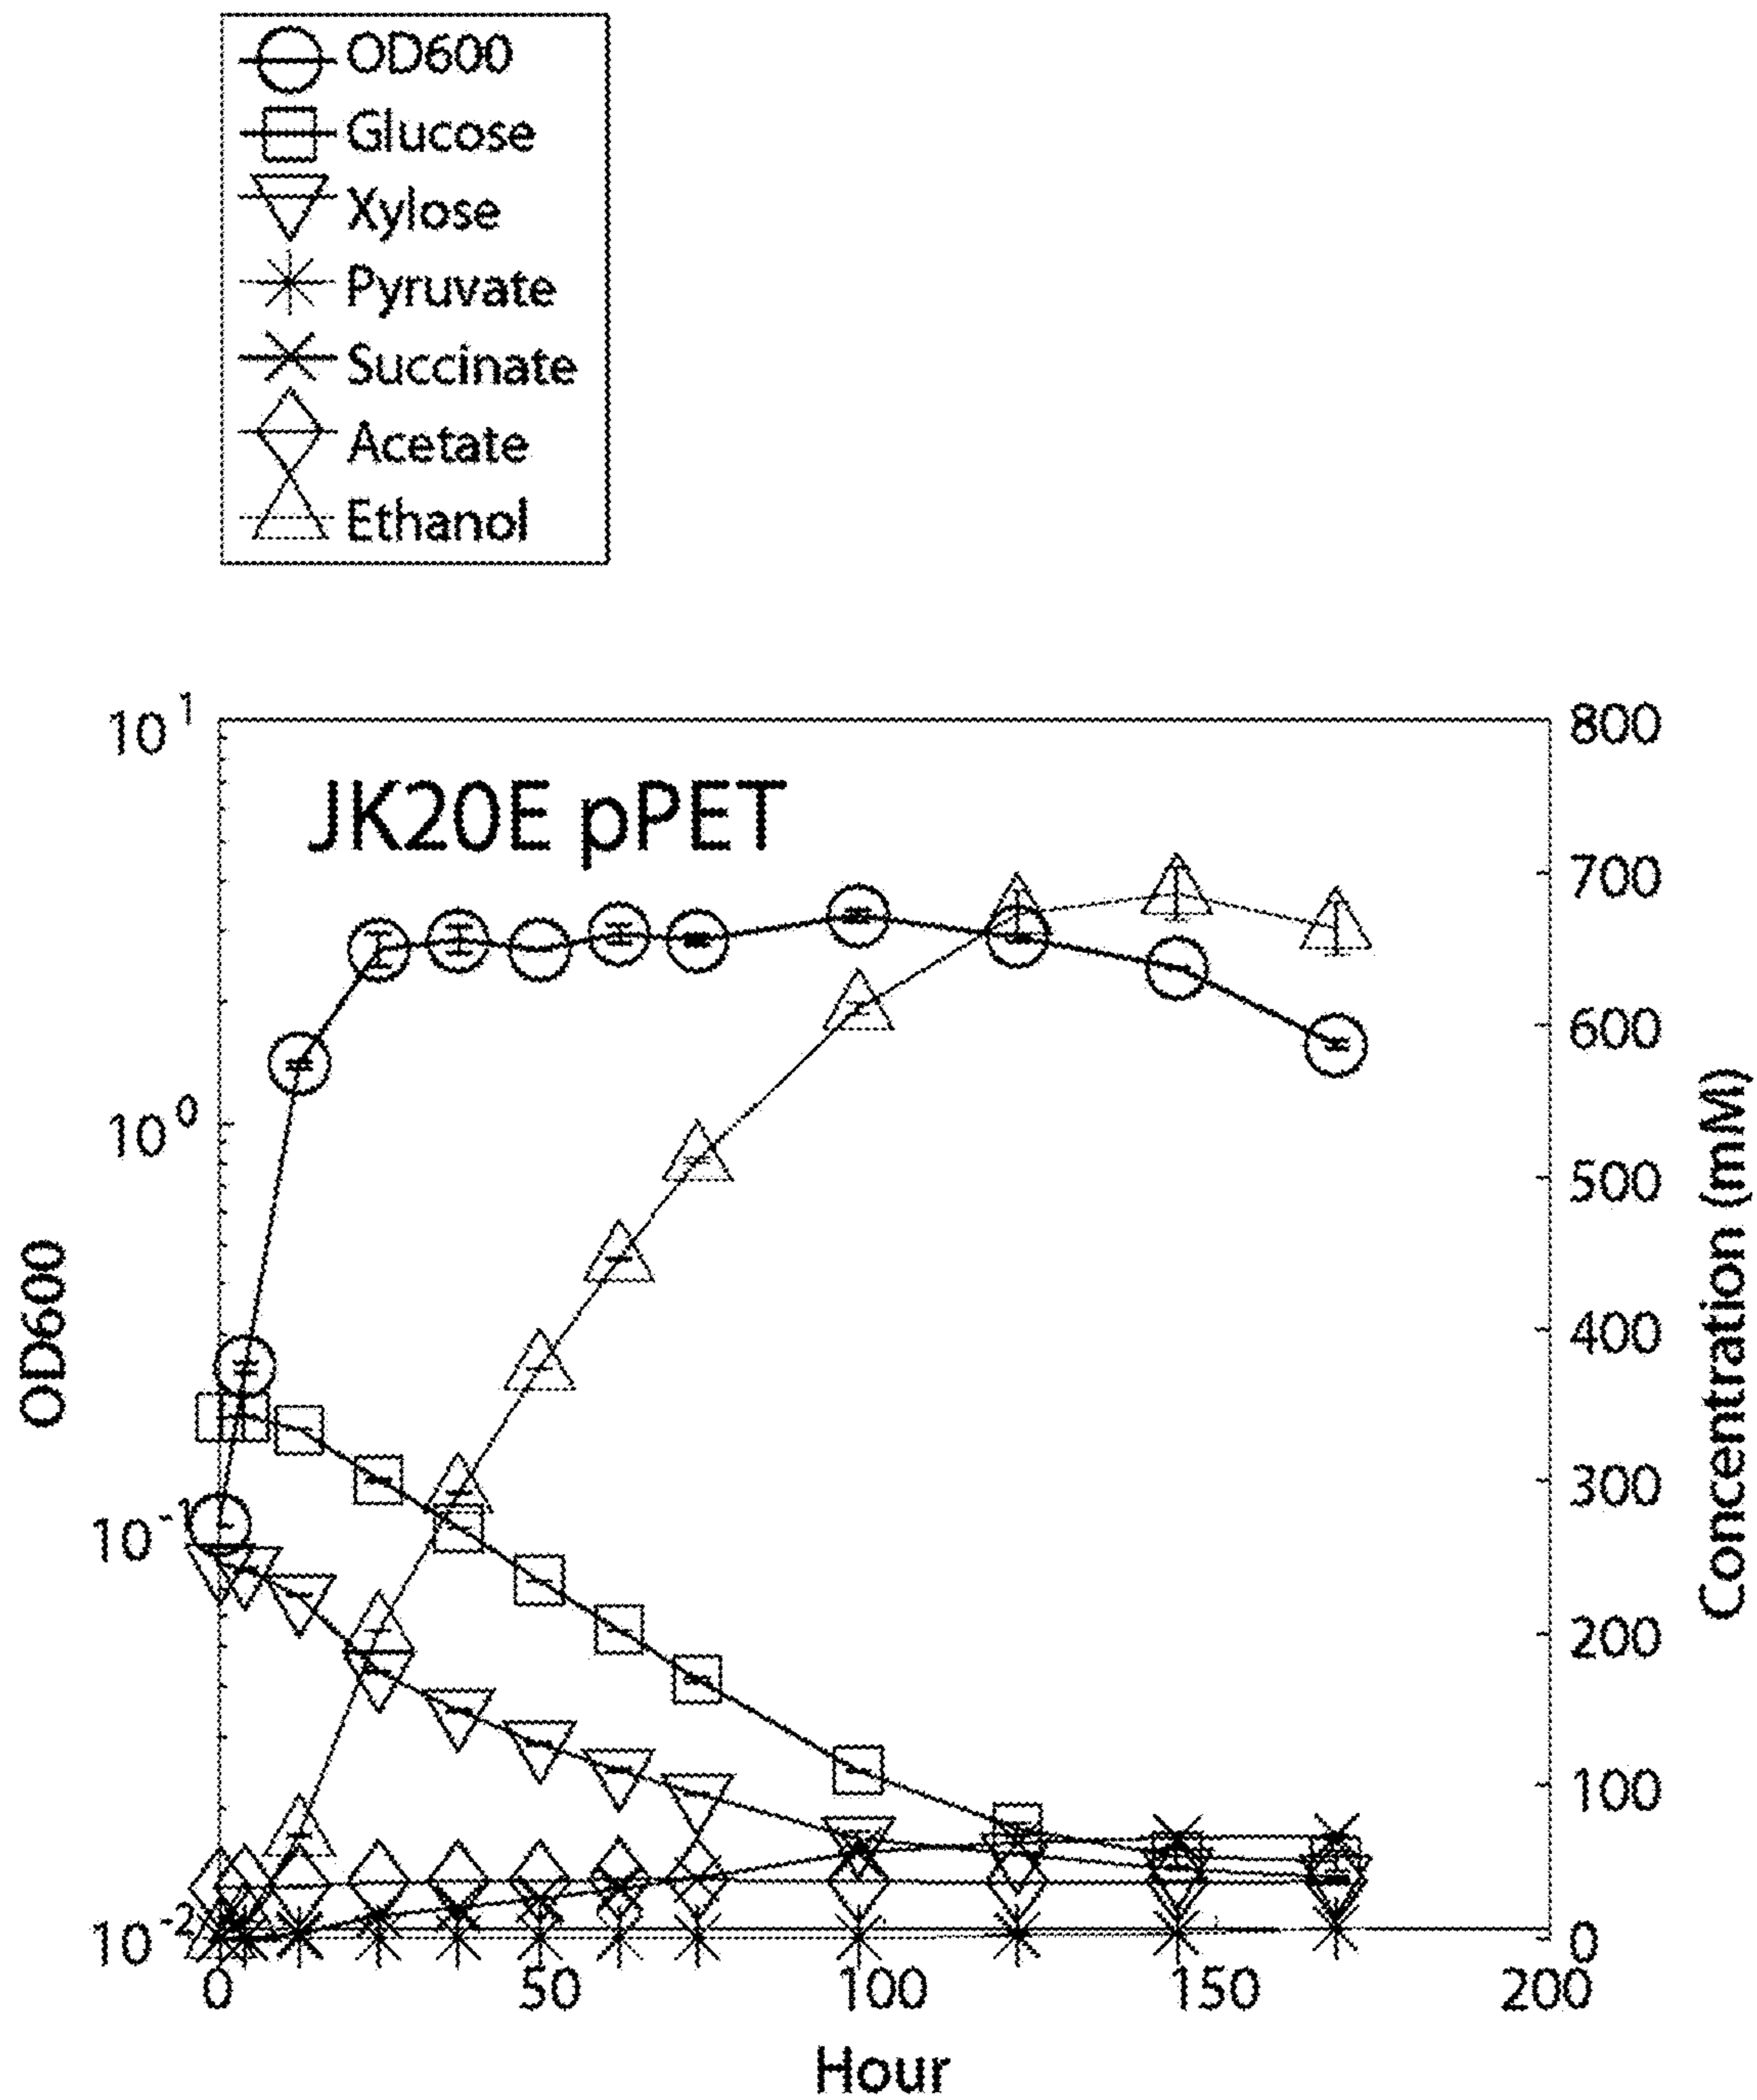 OD600
Glucose
Xylose
Pyruvate
Succinate
Acetate
Ethanol
JK20E pPET
10^1
10^0
10^-1
10^-2
OD600
800
700
600
500
400
300
200
100
0
Concentration (mM)
0 50 100 150 200
Hour